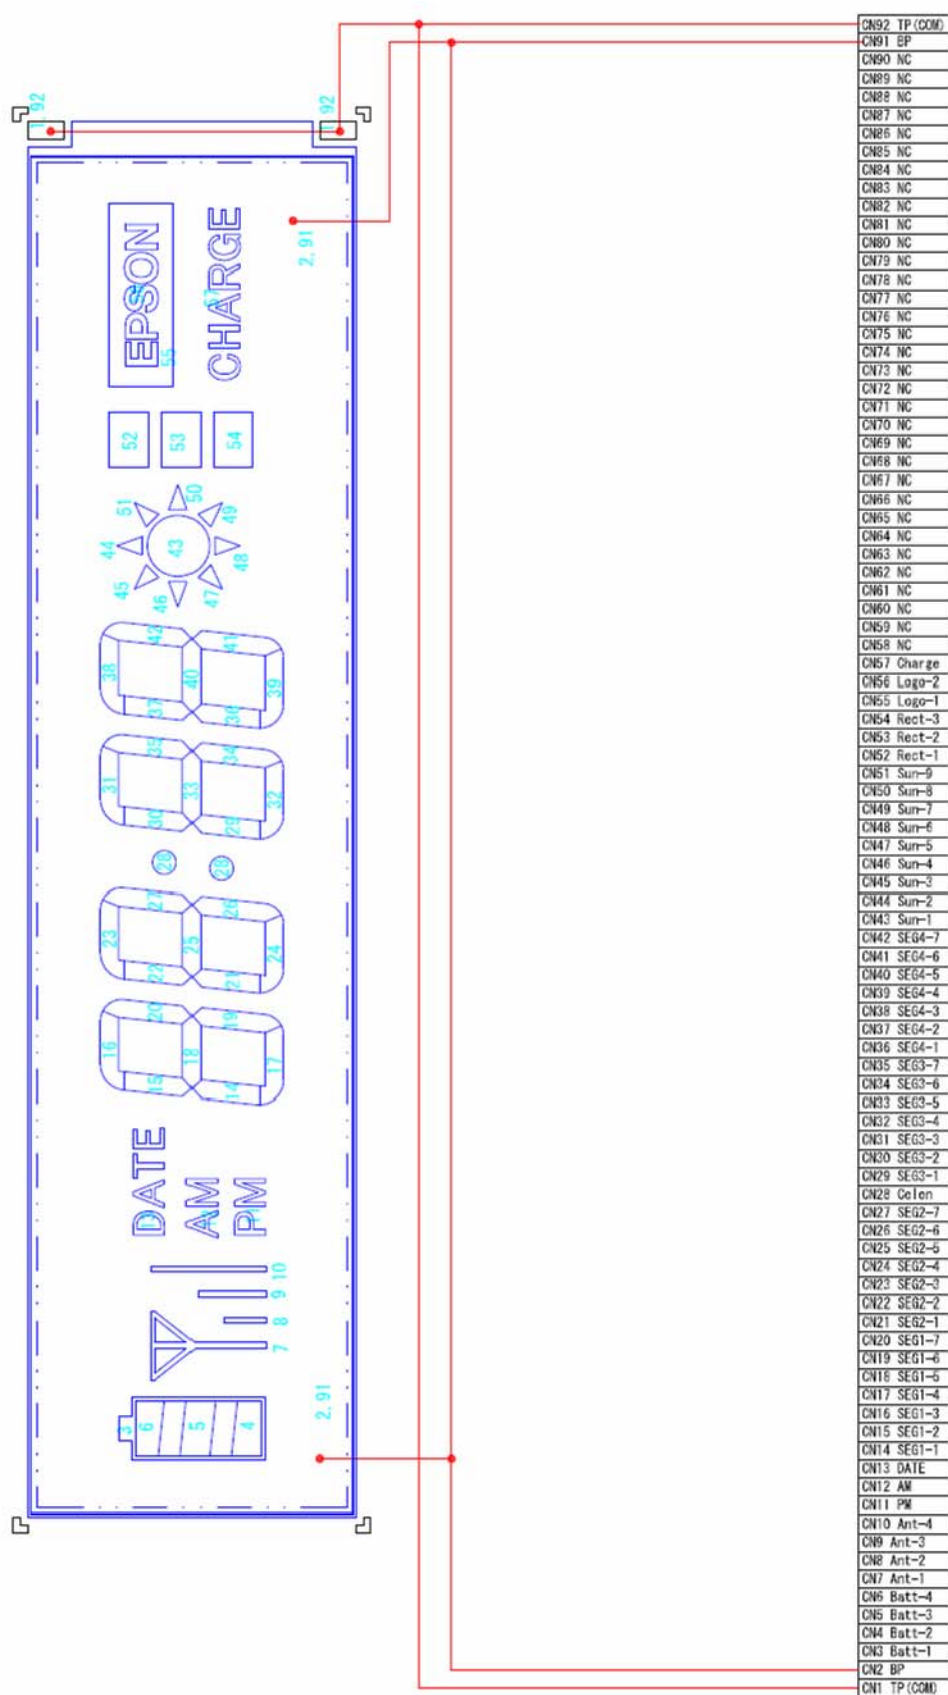 CN92 TP(COM)
CN91 BP
CN90 NC
CN89 NC
CN88 NC
CN87 NC
CN86 NC
CN85 NC
CN84 NC
CN83 NC
CN82 NC
CN81 NC
CN80 NC
CN79 NC
CN78 NC
CN77 NC
CN76 NC
CN75 NC
CN74 NC
CN73 NC
CN72 NC
CN71 NC
CN70 NC
CN69 NC
CN68 NC
CN67 NC
CN66 NC
CN65 NC
CN64 NC
CN63 NC
CN62 NC
CN61 NC
CN60 NC
CN59 NC
CN58 NC
CN57 Charge
CN56 Logo-2
CN55 Logo-1
CN54 Rect-3
CN53 Rect-2
CN52 Rect-1
CN51 Sun-9
CN50 Sun-8
CN49 Sun-7
CN48 Sun-6
CN47 Sun-5
CN46 Sun-4
CN45 Sun-3
CN44 Sun-2
CN43 Sun-1
CN42 SEG4-7
CN41 SEG4-6
CN40 SEG4-5
CN39 SEG4-4
CN38 SEG4-3
CN37 SEG4-2
CN36 SEG4-1
CN35 SEG3-7
CN34 SEG3-6
CN33 SEG3-5
CN32 SEG3-4
CN31 SEG3-3
CN30 SEG3-2
CN29 SEG3-1
CN28 Colon
CN27 SEG2-7
CN26 SEG2-6
CN25 SEG2-5
CN24 SEG2-4
CN23 SEG2-3
CN22 SEG2-2
CN21 SEG2-1
CN20 SEG1-7
CN19 SEG1-6
CN18 SEG1-5
CN17 SEG1-4
CN16 SEG1-3
CN15 SEG1-2
CN14 SEG1-1
CN13 DATE
CN12 AM
CN11 PM
CN10 Ant-4
CN9 Ant-3
CN8 Ant-2
CN7 Ant-1
CN6 Batt-4
CN5 Batt-3
CN4 Batt-2
CN3 Batt-1
CN2 BP
CN1 TP(COM)
1, 92
1, 92
2, 91
EPSON
55
CHARGE
57
52
53
54
51
50
49
44
43
48
45
46
47
38
42
41
40
39
37
36
31
35
34
33
32
30
29
28
28
23
27
26
25
24
22
21
16
20
19
18
17
15
14
DATE
13
AM
12
PM
11
10
9
8
7
3
6
5
4
2, 91